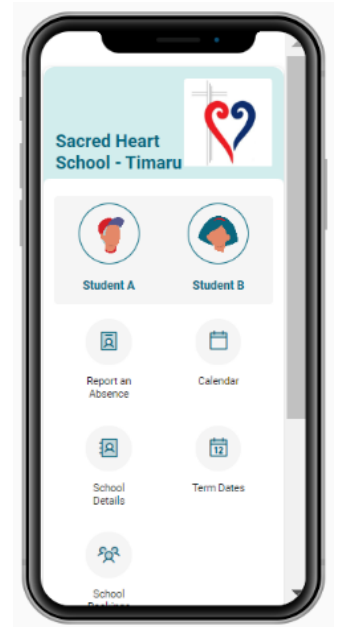 Sacred Heart
School - Timaru
Student A
Student B
Report an
Absence
Calendar
12
School
Details
Term Dates
School